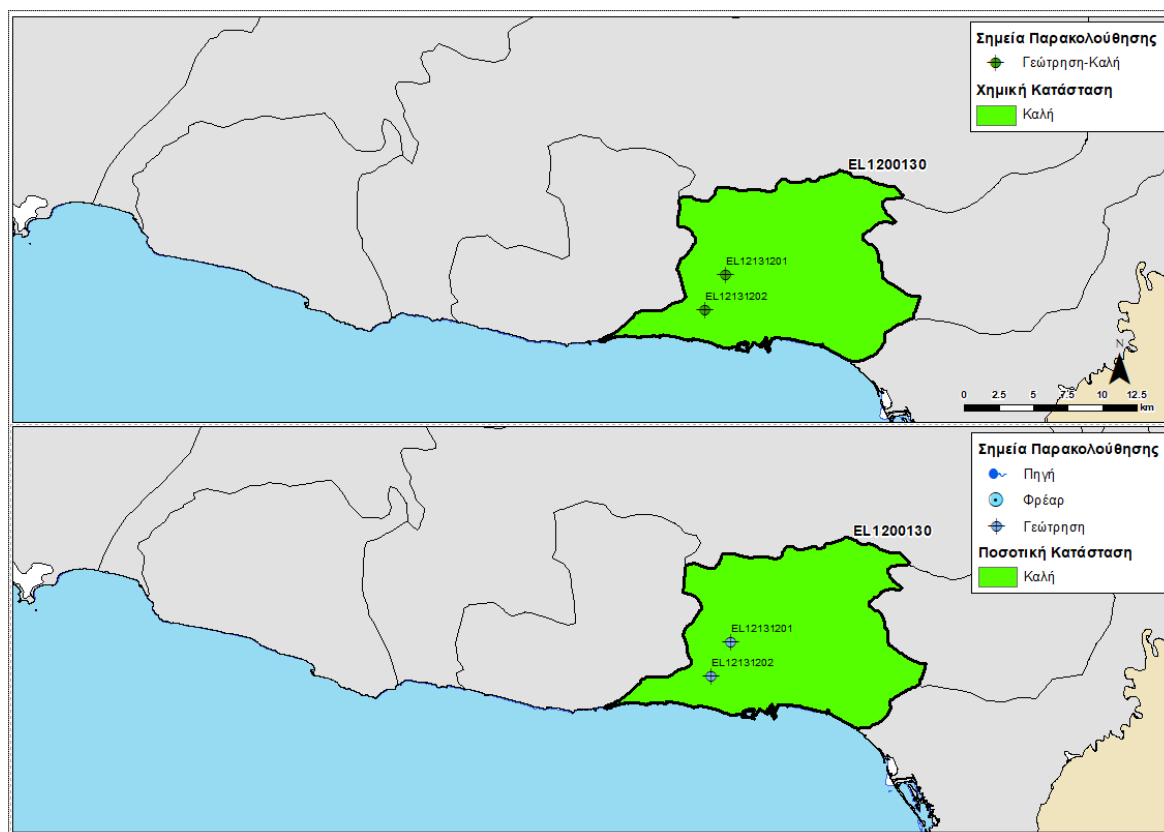 Σημεία Παρακολούθησης
Γεώτρηση-Καλή
Χημική Κατάσταση
Καλή
EL1200130
EL12131201
EL12131202
N
0 2.5 5 7.5 10 12.5
km
Σημεία Παρακολούθησης
Πηγή
Φρέαρ
Γεώτρηση
Ποσοτική Κατάσταση
Καλή
EL1200130
EL12131201
EL12131202